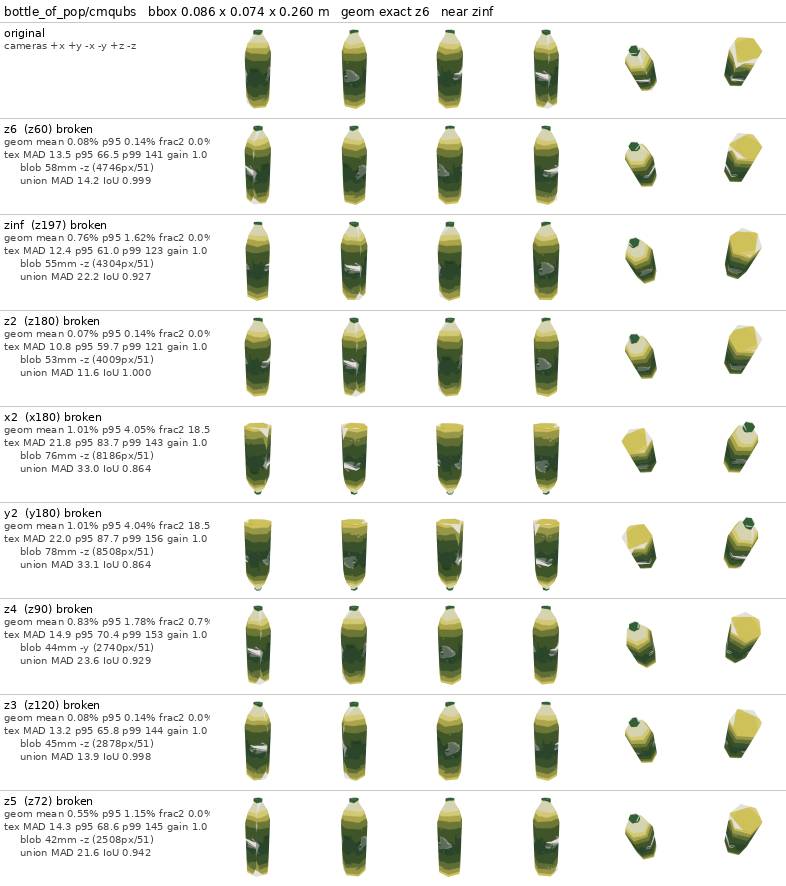 bottle_of_pop/cmqubs   bbox 0.086 x 0.074 x 0.260 m   geom exact z6   near zinf
original
cameras +x +y -x -y +z -z
z6  (z60) broken
geom mean 0.08% p95 0.14% frac2 0.0%
tex MAD 13.5 p95 66.5 p99 141 gain 1.0
blob 58mm -z (4746px/51)
union MAD 14.2 IoU 0.999
zinf  (z197) broken
geom mean 0.76% p95 1.62% frac2 0.0%
tex MAD 12.4 p95 61.0 p99 123 gain 1.0
blob 55mm -z (4304px/51)
union MAD 22.2 IoU 0.927
z2  (z180) broken
geom mean 0.07% p95 0.14% frac2 0.0%
tex MAD 10.8 p95 59.7 p99 121 gain 1.0
blob 53mm -z (4009px/51)
union MAD 11.6 IoU 1.000
x2  (x180) broken
geom mean 1.01% p95 4.05% frac2 18.5
tex MAD 21.8 p95 83.7 p99 143 gain 1.0
blob 76mm -z (8186px/51)
union MAD 33.0 IoU 0.864
y2  (y180) broken
geom mean 1.01% p95 4.04% frac2 18.5
tex MAD 22.0 p95 87.7 p99 156 gain 1.0
blob 78mm -z (8508px/51)
union MAD 33.1 IoU 0.864
z4  (z90) broken
geom mean 0.83% p95 1.78% frac2 0.7%
tex MAD 14.9 p95 70.4 p99 153 gain 1.0
blob 44mm -y (2740px/51)
union MAD 23.6 IoU 0.929
z3  (z120) broken
geom mean 0.08% p95 0.14% frac2 0.0%
tex MAD 13.2 p95 65.8 p99 144 gain 1.0
blob 45mm -z (2878px/51)
union MAD 13.9 IoU 0.998
z5  (z72) broken
geom mean 0.55% p95 1.15% frac2 0.0%
tex MAD 14.3 p95 68.6 p99 145 gain 1.0
blob 42mm -z (2508px/51)
union MAD 21.6 IoU 0.942